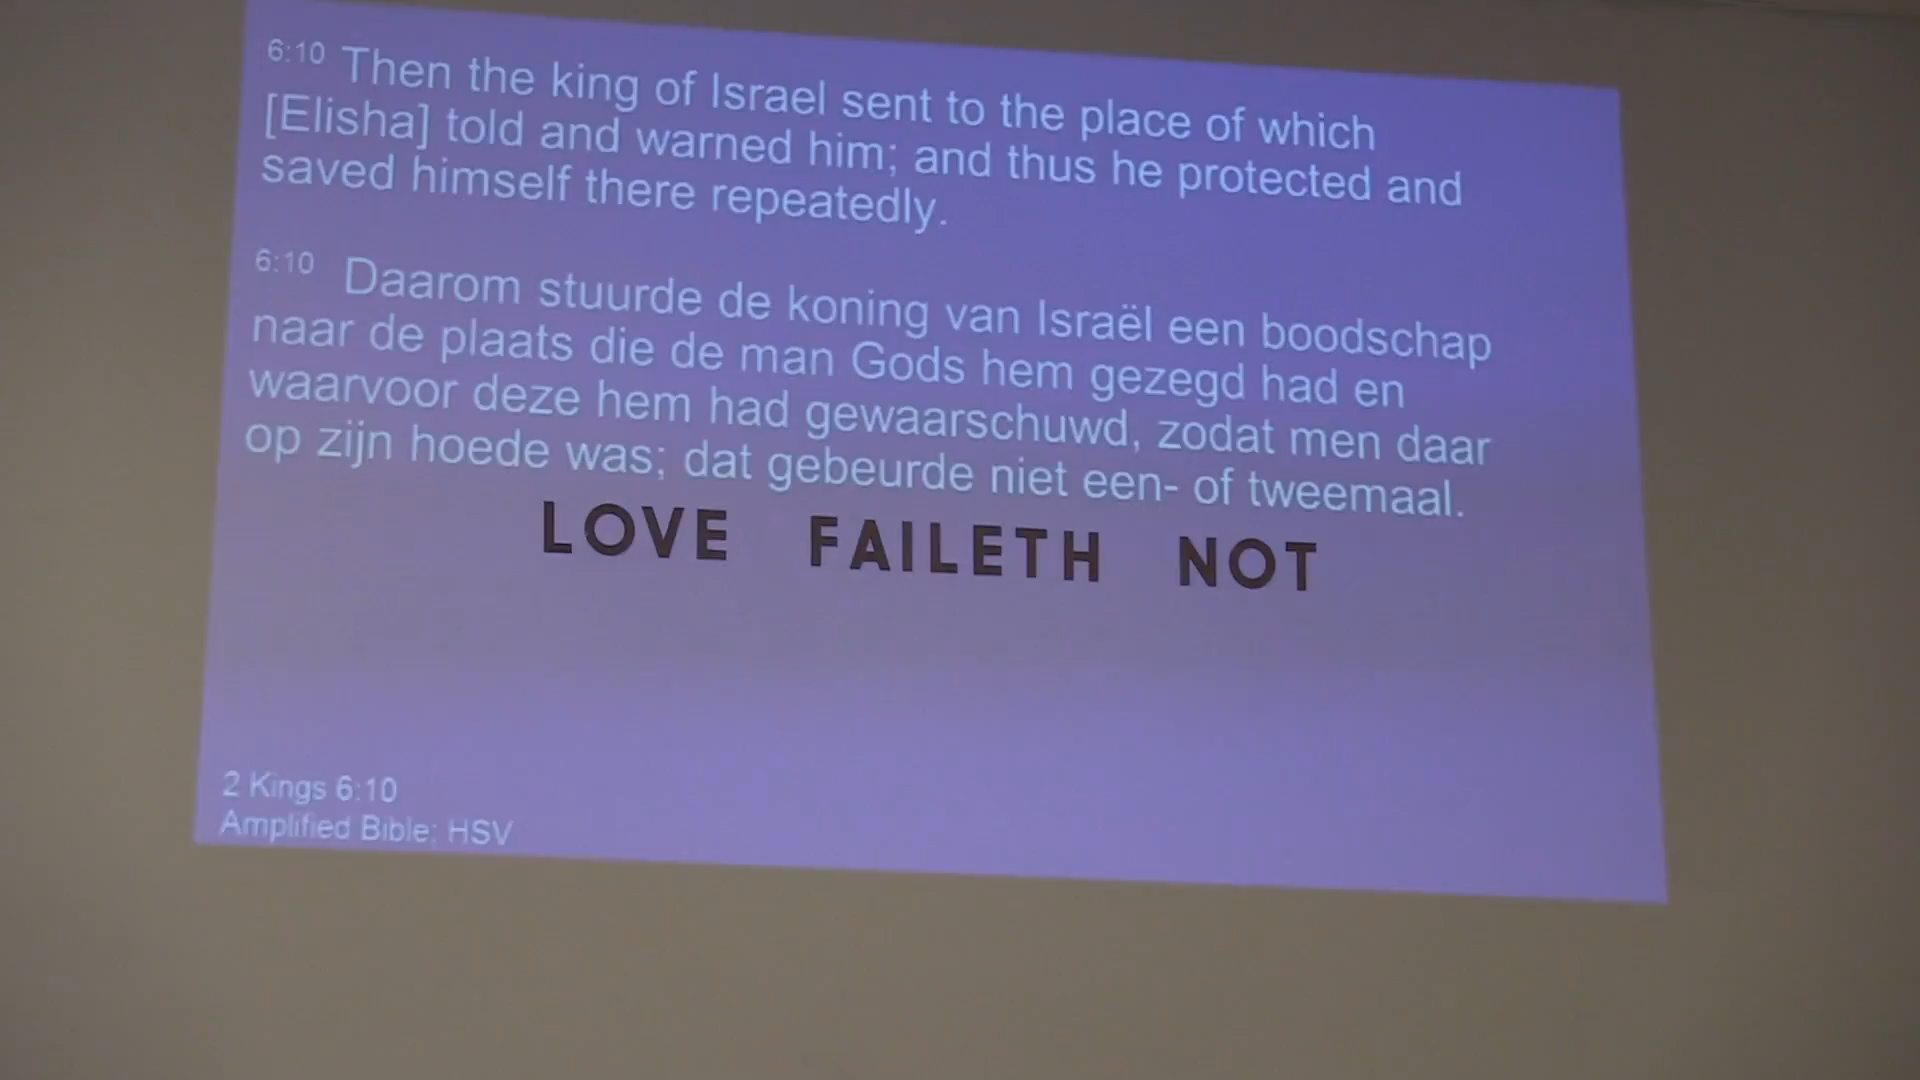 6:10 Then the king of Israel sent to the place of which
[Elisha] told and warned him; and thus he protected and
saved himself there repeatedly.
6:10 Daarom stuurde de koning van Israël een boodschap
naar de plaats die de man Gods hem gezegd had en
waarvoor deze hem had gewaarschuwd, zodat men daar
op zijn hoede was; dat gebeurde niet een- of tweemaal.
LOVE FAILETH NOT
2 Kings 6:10
Amplified Bible; HSV